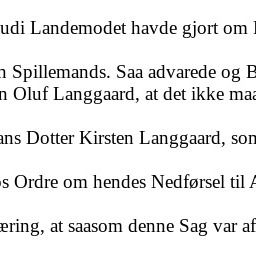 udi Landemodet havde gjort om
n Spillemands. Saa advarede og B
n Oluf Langgaard, at det ikke maa
ans Dotter Kirsten Langgaard, som
s Ordre om hendes Nedførsel til A
æring, at saasom denne Sag var af